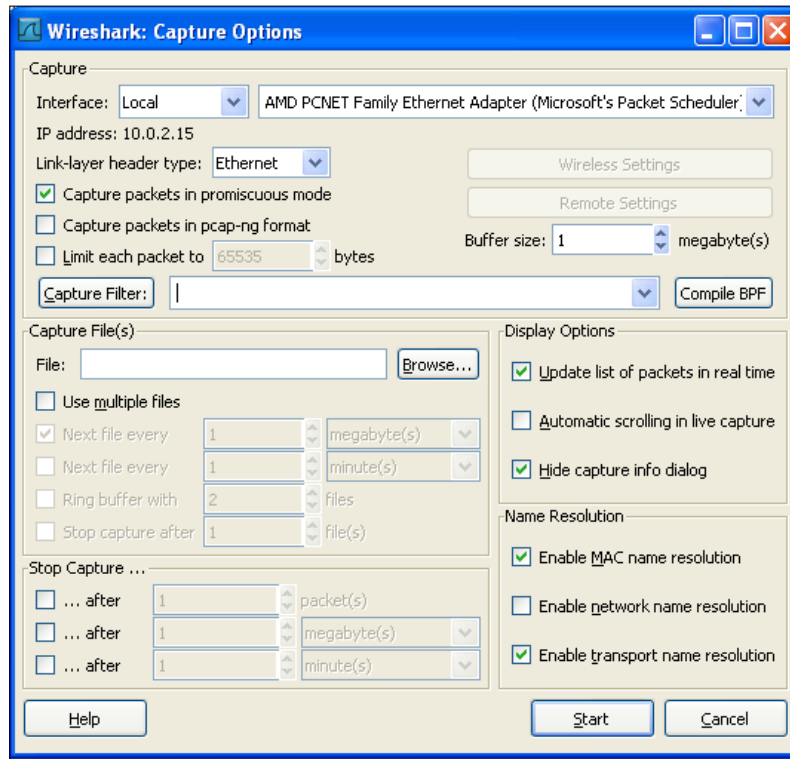 Wireshark: Capture Options
Capture
Interface: Local AMD PCNET Family Ethernet Adapter (Microsoft's Packet Scheduler)
IP address: 10.0.2.15
Link-layer header type: Ethernet
Wireless Settings
Capture packets in promiscuous mode
Remote Settings
Capture packets in pcap-ng format
Buffer size: 1 megabyte(s)
Limit each packet to 65535 bytes
Capture Filter: Compile BPF
Capture File(s)
File: Browse...
Use multiple files
Next file every 1 megabyte(s)
Next file every 1 minute(s)
Ring buffer with 2 files
Stop capture after 1 file(s)
Stop Capture ...
... after 1 packet(s)
... after 1 megabyte(s)
... after 1 minute(s)
Display Options
Update list of packets in real time
Automatic scrolling in live capture
Hide capture info dialog
Name Resolution
Enable MAC name resolution
Enable network name resolution
Enable transport name resolution
Help Start Cancel